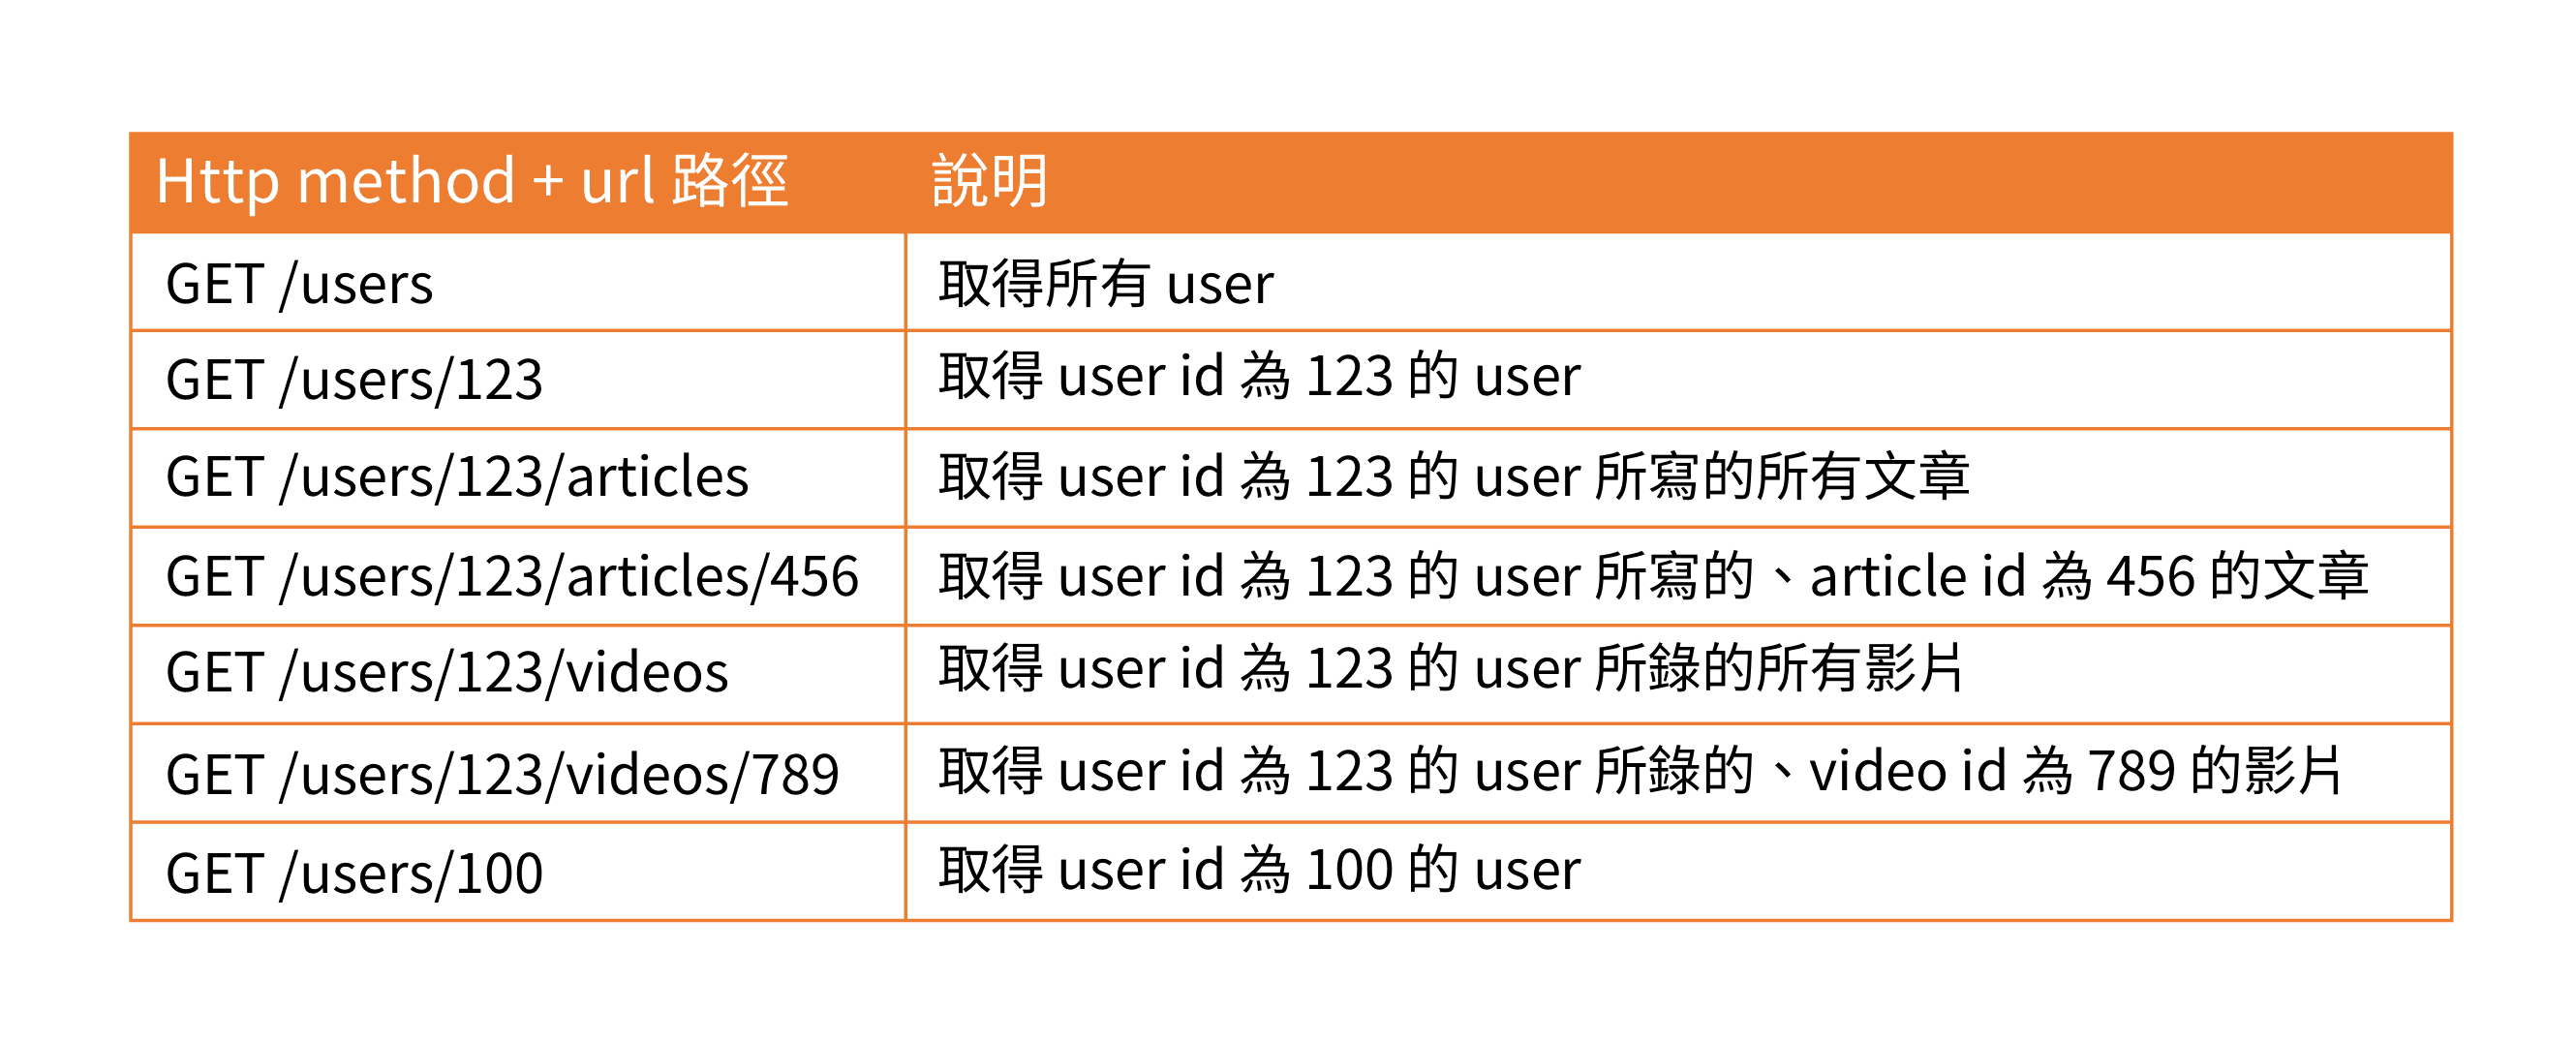 Http method + url 路徑 說明
GET /users 取得所有 user
GET /users/123 取得 user id 為 123 的 user
GET /users/123/articles 取得 user id 為 123 的 user 所寫的所有文章
GET /users/123/articles/456 取得 user id 為 123 的 user 所寫的、article id 為 456 的文章
GET /users/123/videos 取得 user id 為 123 的 user 所錄的所有影片
GET /users/123/videos/789 取得 user id 為 123 的 user 所錄的、video id 為 789 的影片
GET /users/100 取得 user id 為 100 的 user